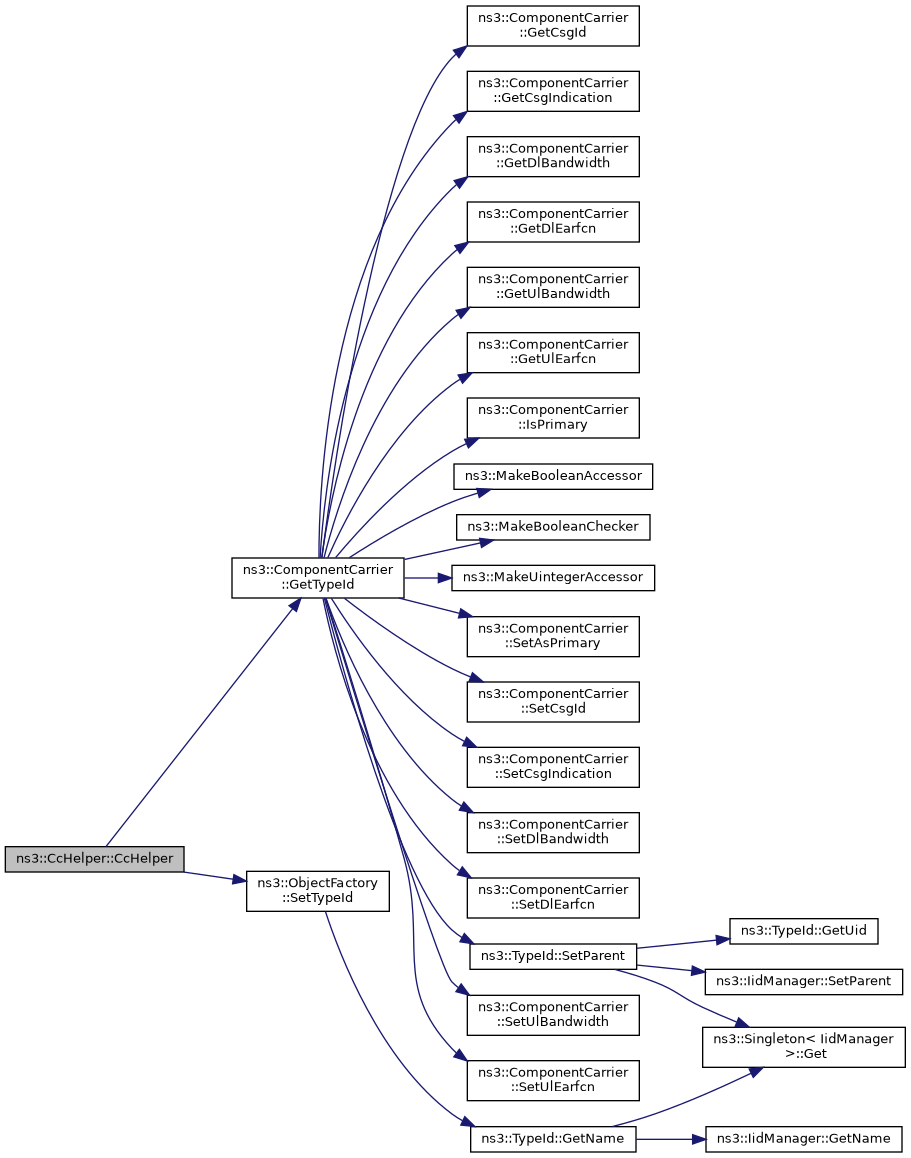 ns3::ComponentCarrier
::GetCsgId
ns3::ComponentCarrier
::GetCsgIndication
ns3::ComponentCarrier
::GetDlBandwidth
ns3::ComponentCarrier
::GetDlEarfcn
ns3::ComponentCarrier
::GetUlBandwidth
ns3::ComponentCarrier
::GetUlEarfcn
ns3::ComponentCarrier
::IsPrimary
ns3::MakeBooleanAccessor
ns3::MakeBooleanChecker
ns3::ComponentCarrier
::GetTypeId
ns3::MakeUintegerAccessor
ns3::ComponentCarrier
::SetAsPrimary
ns3::ComponentCarrier
::SetCsgId
ns3::ComponentCarrier
::SetCsgIndication
ns3::ComponentCarrier
::SetDlBandwidth
ns3::CcHelper::CcHelper
ns3::ObjectFactory
::SetTypeId
ns3::ComponentCarrier
::SetDlEarfcn
ns3::TypeId::GetUid
ns3::TypeId::SetParent
ns3::IidManager::SetParent
ns3::ComponentCarrier
::SetUlBandwidth
ns3::Singleton< IidManager
>::Get
ns3::ComponentCarrier
::SetUlEarfcn
ns3::TypeId::GetName
ns3::IidManager::GetName